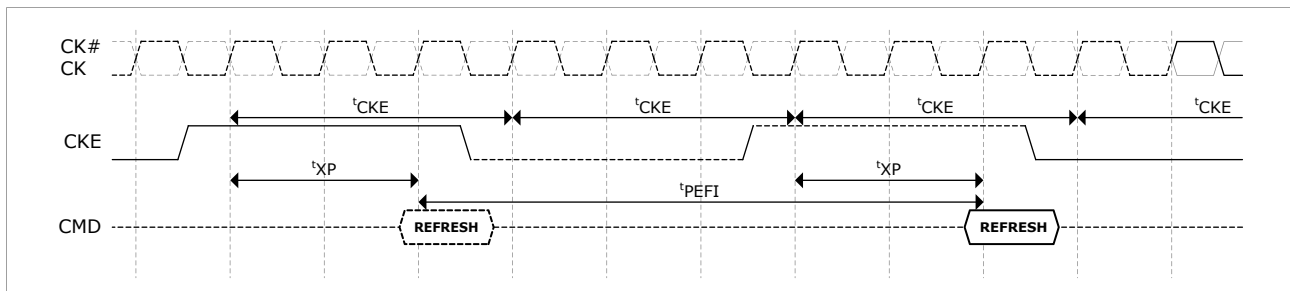 CK#
CK
tCKE tCKE tCKE tCKE
CKE
tXP tXP
tPEFI
CMD REFRESH REFRESH